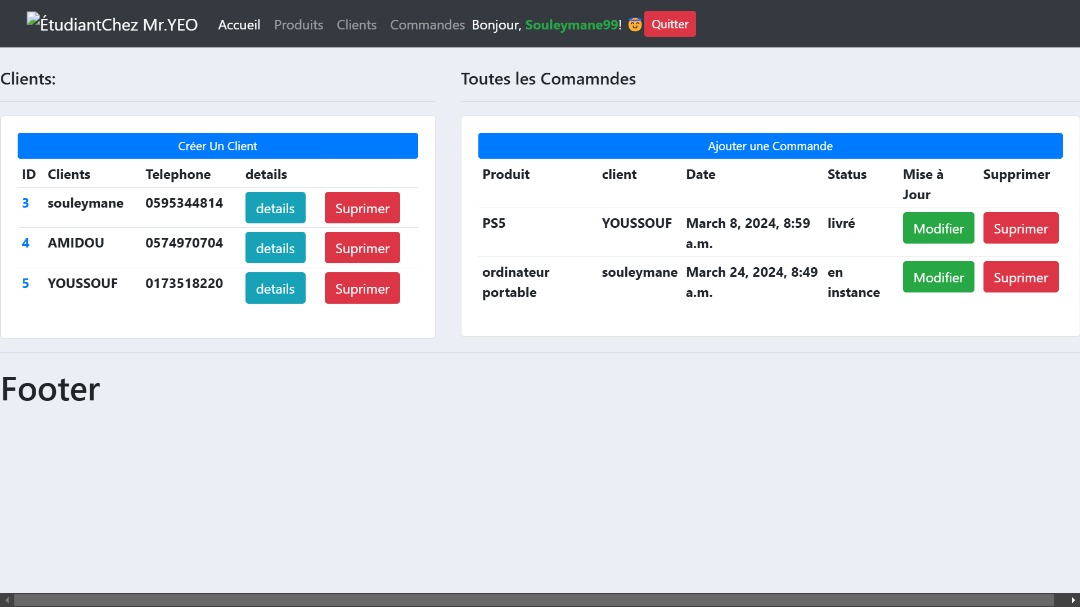 ÉtudiantChez Mr.YEO Accueil Produits Clients Commandes Bonjour, Souleymane99! 😇 Quitter
Clients:
Créer Un Client
ID Clients Telephone details
3 souleymane 0595344814 details Suprimer
4 AMIDOU 0574970704 details Suprimer
5 YOUSSOUF 0173518220 details Suprimer
Toutes les Comamndes
Ajouter une Commande
Produit client Date Status Mise à Supprimer
Jour
PS5 YOUSSOUF March 8, 2024, 8:59 livré Modifier Suprimer
a.m.
ordinateur souleymane March 24, 2024, 8:49 en Modifier Suprimer
portable a.m. instance
Footer